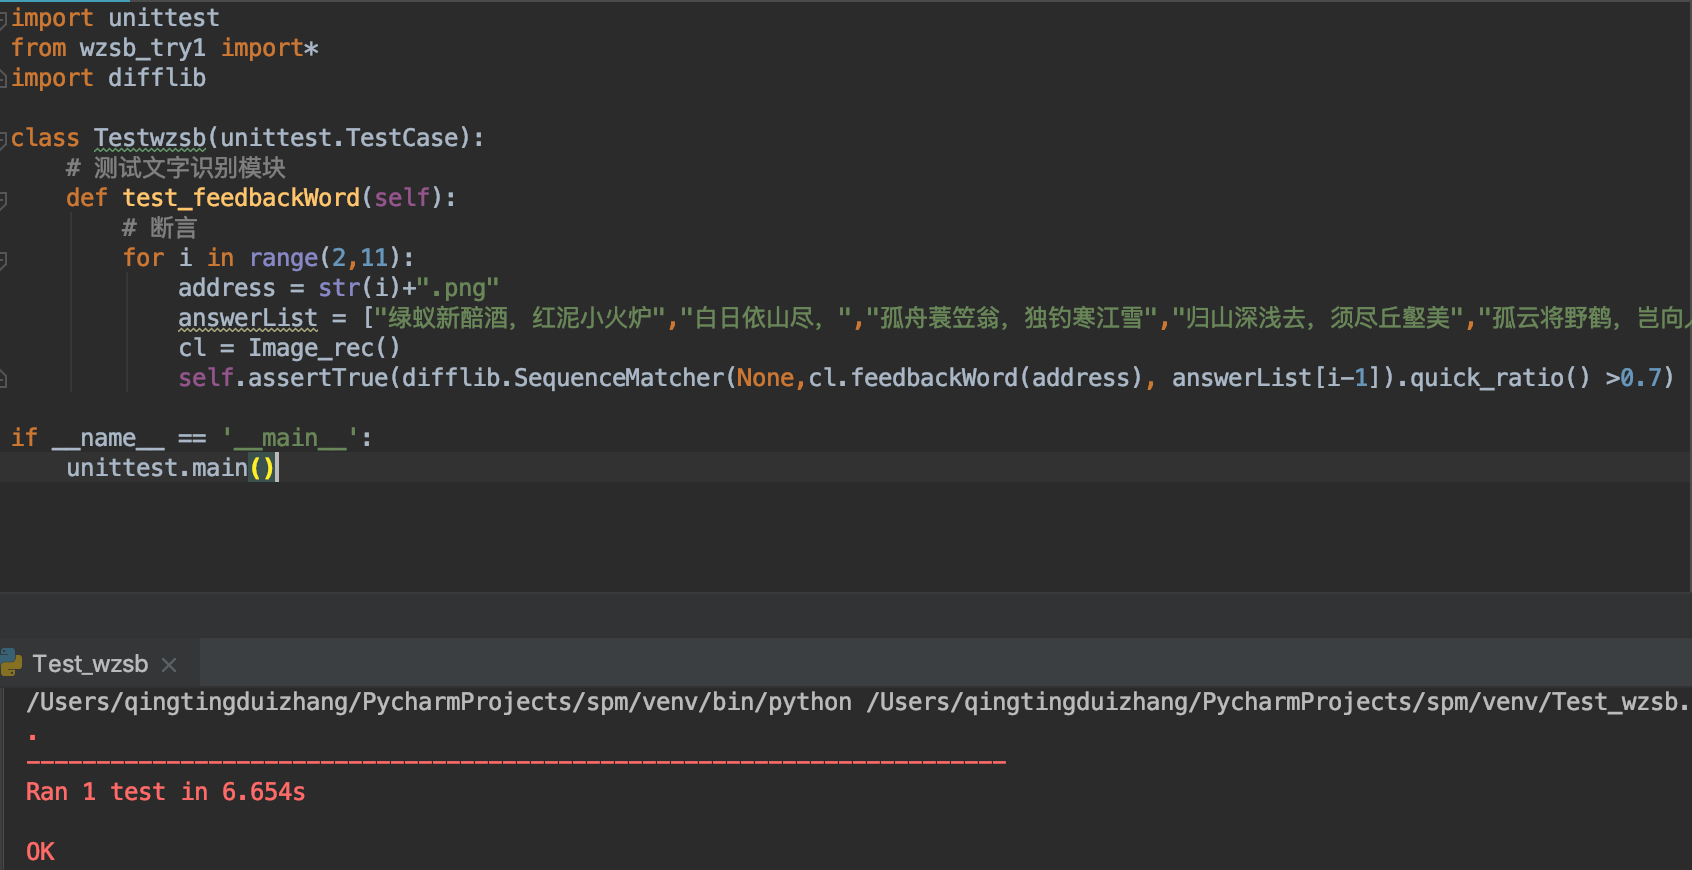 import unittest
from wzsb_try1 import*
import difflib
class Testwzsb(unittest.TestCase):
# 测试文字识别模块
def test_feedbackWord(self):
# 断言
for i in range(2,11):
address = str(i)+".png"
answerList = ["绿蚁新醅酒，红泥小火炉","白日依山尽，","孤舟蓑笠翁，独钓寒江雪","归山深浅去，须尽丘壑美","孤云将野鹤，岂向
cl = Image_rec()
self.assertTrue(difflib.SequenceMatcher(None,cl.feedbackWord(address), answerList[i-1]).quick_ratio() >0.7)
if __name__ == '__main__':
unittest.main()
Test_wzsb
/Users/qingtingduizhang/PycharmProjects/spm/venv/bin/python /Users/qingtingduizhang/PycharmProjects/spm/venv/Test_wzsb.
.
----------------------------------------------------------------------
Ran 1 test in 6.654s
OK